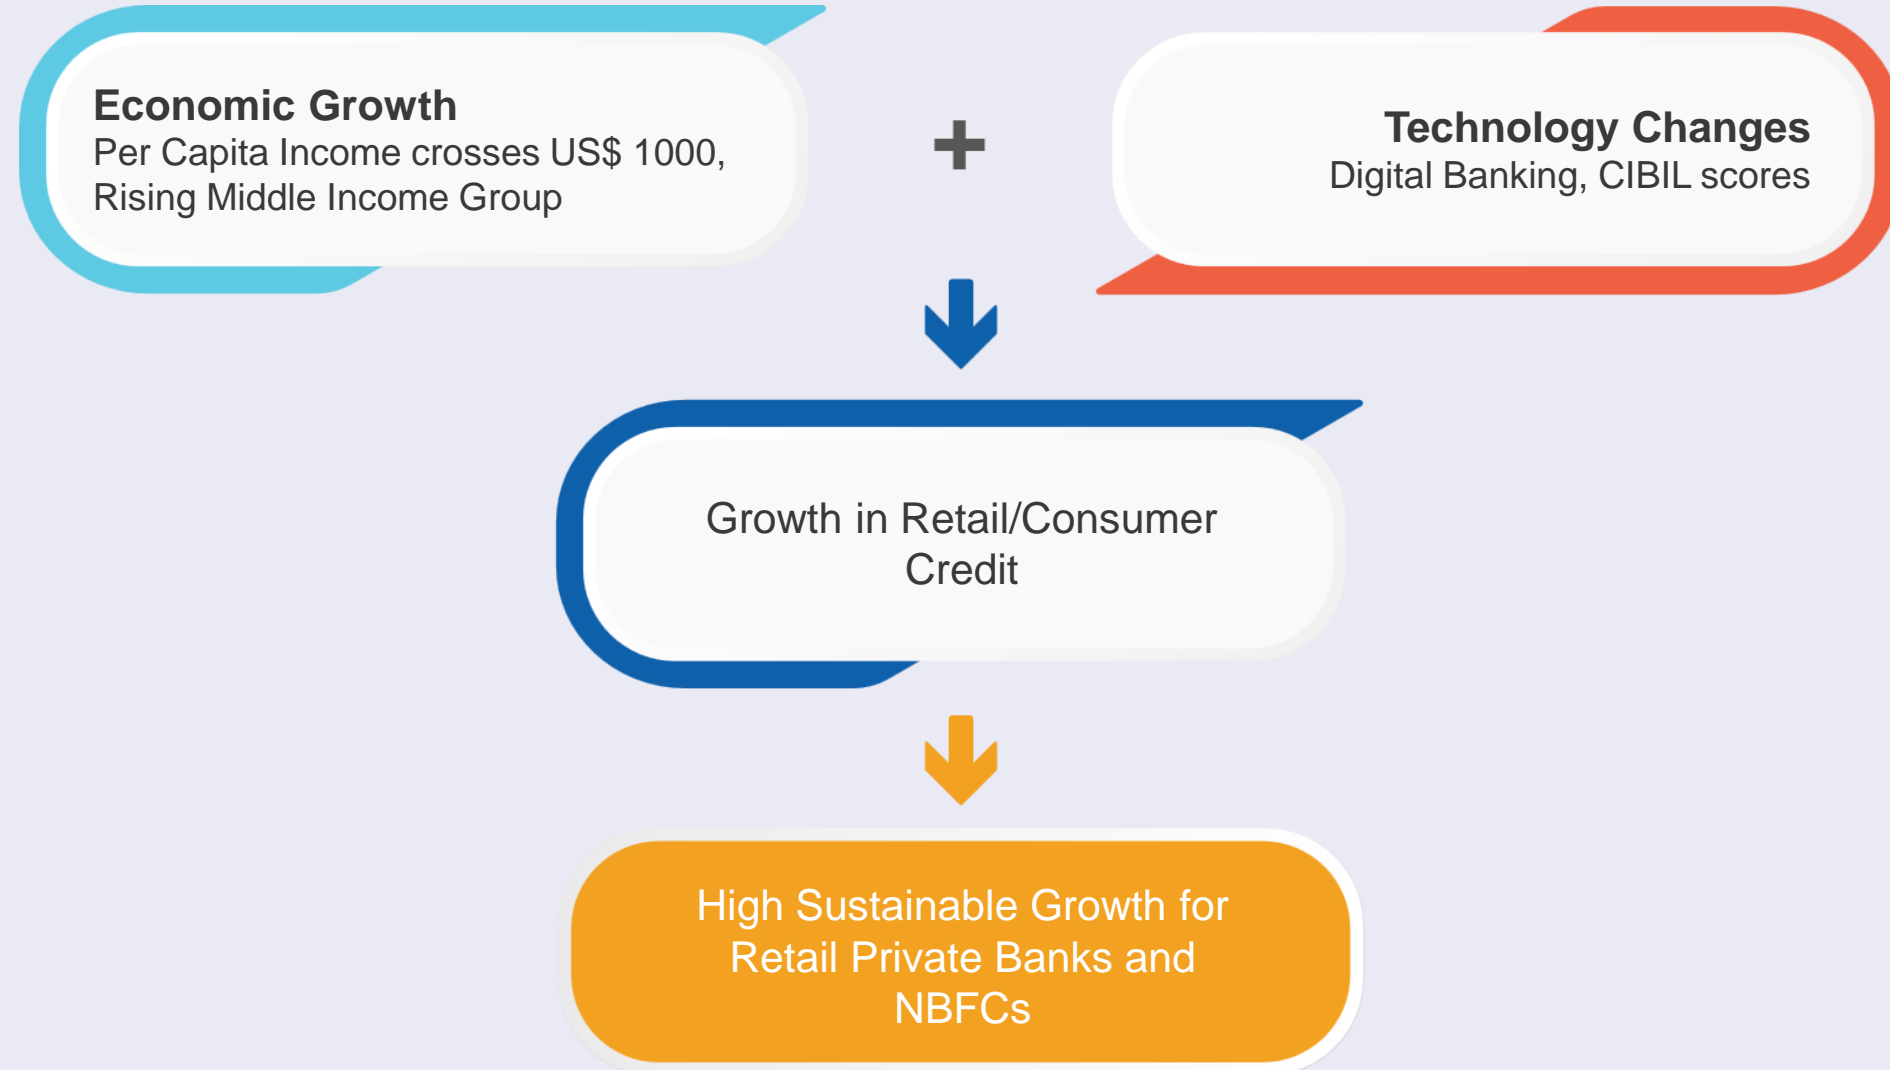 Economic Growth
Per Capita Income crosses US$ 1000,
Rising Middle Income Group
+
Technology Changes
Digital Banking, CIBIL scores
Growth in Retail/Consumer
Credit
High Sustainable Growth for
Retail Private Banks and
NBFCs